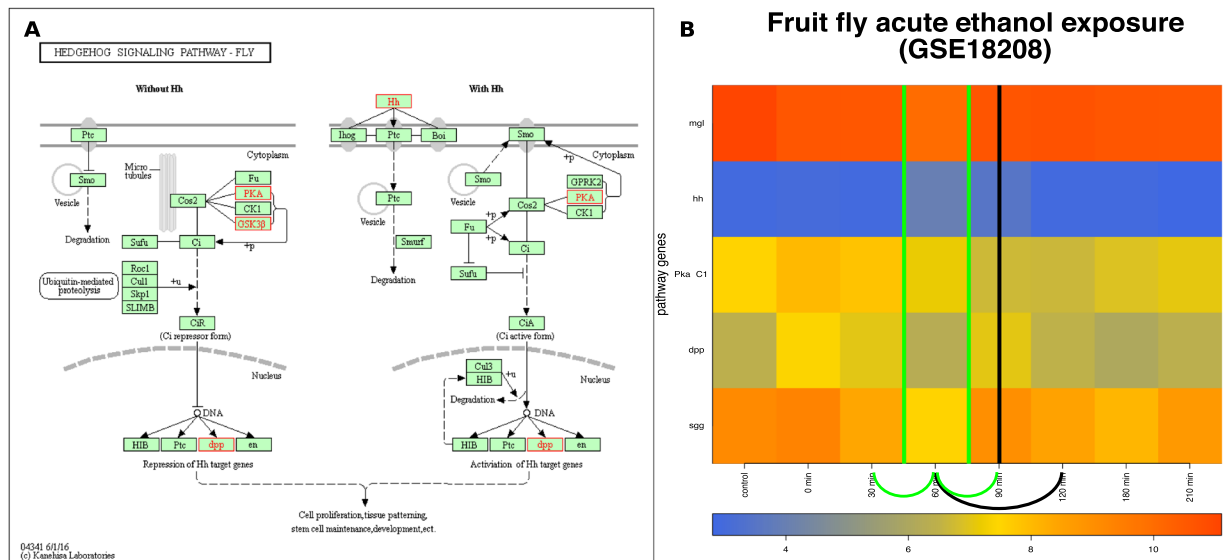 A
HEDGEHOG SIGNALING PATHWAY - FLY
Without Hh
With Hh
Hh
Ptc
Ihog
Ptc
Boi
Smo
Cytoplasm
Cytoplasm
+p
Micro
tubules
Smo
Vesicle
Fu
PKA
Cos2
CK1
GSK3β
Smo
Vesicle
GPRK2
PKA
Cos2
CK1
Ptc
Vesicle
Degradation
Sufu
Ci
+p
Fu
+p
+p
Smurf
Ci
Degradation
Sufu
Roc1
Cul1
Skp1
SLIMB
Ubiquitin-mediated
proteolysis
+u
CiR
(Ci repressor form)
CiA
(Ci active form)
Nucleus
Nucleus
Cul3
HIB
+u
Degradation
DNA
DNA
HIB
Ptc
dpp
en
HIB
Ptc
dpp
en
Repression of Hh target genes
Activiation of Hh target genes
Cell proliferation,tissue patterning,
stem cell maintenance,development,ect.
04341 6/1/16
(c) Kanehisa Laboratories
B
Fruit fly acute ethanol exposure
(GSE18208)
pathway genes
mgl
hh
Pka C1
dpp
sgg
control
0 min
30 min
60 min
90 min
120 min
180 min
210 min
4
6
8
10